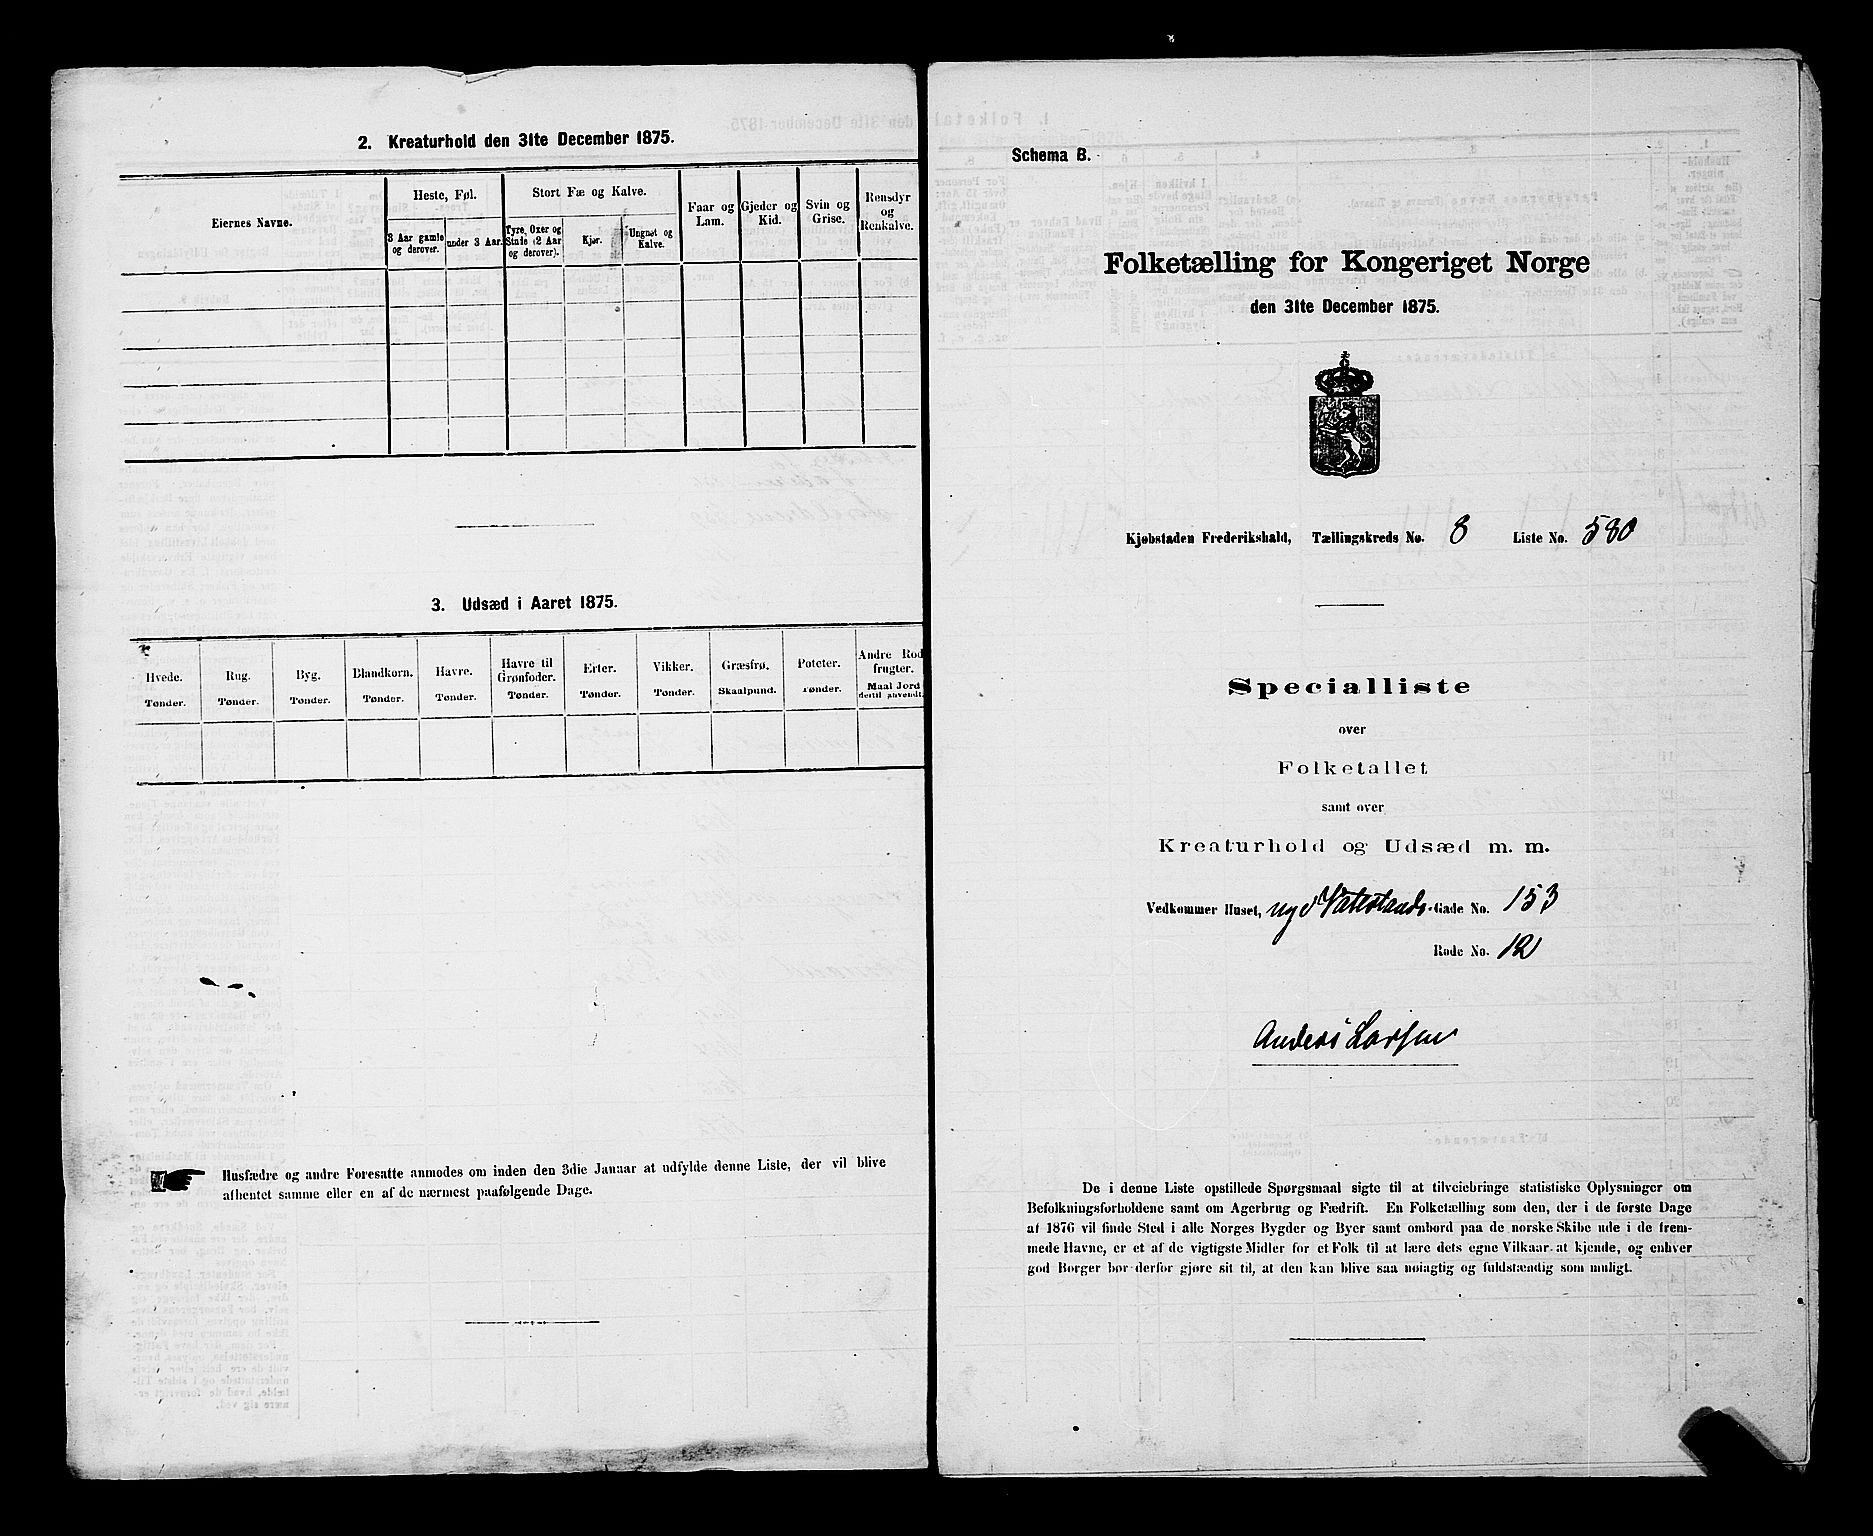 2. Kreaturhold den 31te December 1875.
Eiernes Navne.
Heste, Føl.
Stort Fæ og Kalve.
Faar og Lam.
Gjeder og Kid.
Svin og Grise.
Rensdyr og Renkalve.
3 Aar gamle og derover.
under 3 Aar.
Tyre, Oxer og Stude (2 Aar og derover).
Kjør.
Ungnøt og Kalve.
3. Udsæd i Aaret 1875.
Hvede. Rug. Byg. Blandkorn. Havre. Havre til Grønfoder. Erter. Vikker. Græsfrø. Poteter. Andre Rodfrugter.
Tønder. Tønder. Tønder. Tønder. Tønder. Tønder. Tønder. Tønder. Skaalpund. Tønder. Maal Jord dertil anvendt.
Husfædre og andre Foresatte anmodes om inden den 3die Januar at udfylde denne Liste, der vil blive
afhentet samme eller en af de nærmest paafølgende Dage.
Schema B.
Folketælling for Kongeriget Norge
den 31te December 1875.
Kjøbstaden Frederikshald, Tællingskreds No. 8 Liste No. 580
Specialliste
over
Folketallet
samt over
Kreaturhold og Udsæd m. m.
Vedkommer Huset, nye Vaterlands-Gade No. 153
Rode No. 12
Anders Larsen
De i denne Liste opstillede Spørgsmaal sigte til at tilveiebringe statistiske Oplysninger om
Befolkningsforholdene samt om Agerbrug og Fædrift. En Folketælling som den, der i de første Dage
af 1876 vil finde Sted i alle Norges Bygder og Byer samt ombord paa de norske Skibe ude i de frem-
mede Havne, er et af de vigtigste Midler for et Folk til at lære dets egne Vilkaar at kjende, og enhver
god Borger bør derfor gjøre sit til, at den kan blive saa nøiagtig og fuldstændig som muligt.